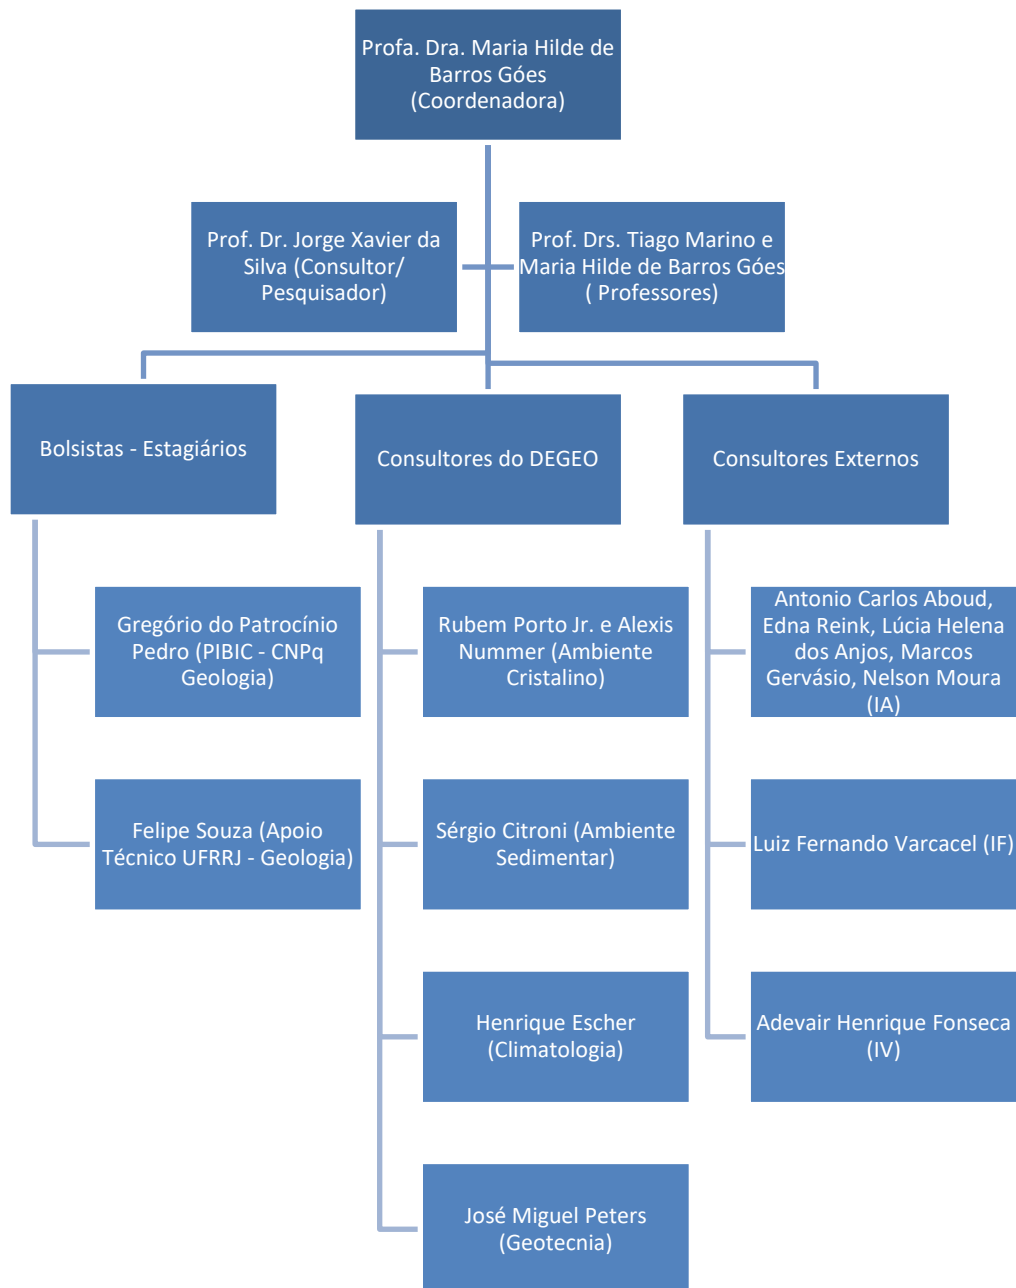 Profa. Dra. Maria Hilde de
Barros Góes
(Coordenadora)
Prof. Dr. Jorge Xavier da
Silva (Consultor/
Pesquisador)
Prof. Drs. Tiago Marino e
Maria Hilde de Barros Góes
( Professores)
Bolsistas - Estagiários
Gregório do Patrocínio
Pedro (PIBIC - CNPq
Geologia)
Felipe Souza (Apoio
Técnico UFRRJ - Geologia)
Consultores do DEGEO
Rubem Porto Jr. e Alexis
Nummer (Ambiente
Cristalino)
Sérgio Citroni (Ambiente
Sedimentar)
Henrique Escher
(Climatologia)
José Miguel Peters
(Geotecnia)
Consultores Externos
Antonio Carlos Aboud,
Edna Reink, Lúcia Helena
dos Anjos, Marcos
Gervásio, Nelson Moura
(IA)
Luiz Fernando Varcacel (IF)
Adevair Henrique Fonseca
(IV)